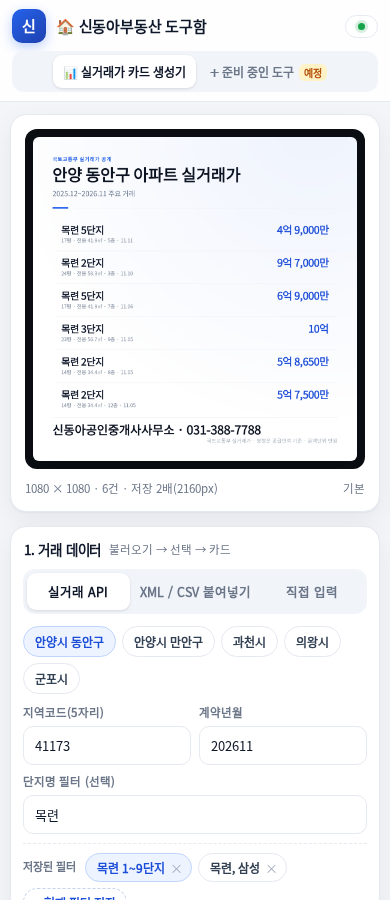 신
🏠 신동아부동산 도구함
📊 실거래가 카드 생성기
+ 준비 중인 도구 예정
국토교통부 실거래가 공개
안양 동안구 아파트 실거래가
2025.12~2026.11 주요 거래
목련 5단지
4억 9,000만
목련 2단지
9억 7,000만
목련 5단지
6억 9,000만
목련 3단지
10억
목련 2단지
5억 8,650만
목련 2단지
5억 7,500만
신동아공인중개사사무소 · 031-388-7788
1080 × 1080 · 6건 · 저장 2배(2160px)
기본
1. 거래 데이터 불러오기 → 선택 → 카드
실거래 API
XML / CSV 붙여넣기
직접 입력
안양시 동안구
안양시 만안구
과천시
의왕시
군포시
지역코드(5자리)
계약년월
41173
202611
단지명 필터 (선택)
목련
저장된 필터
목련 1~9단지 ×
목련, 삼성 ×